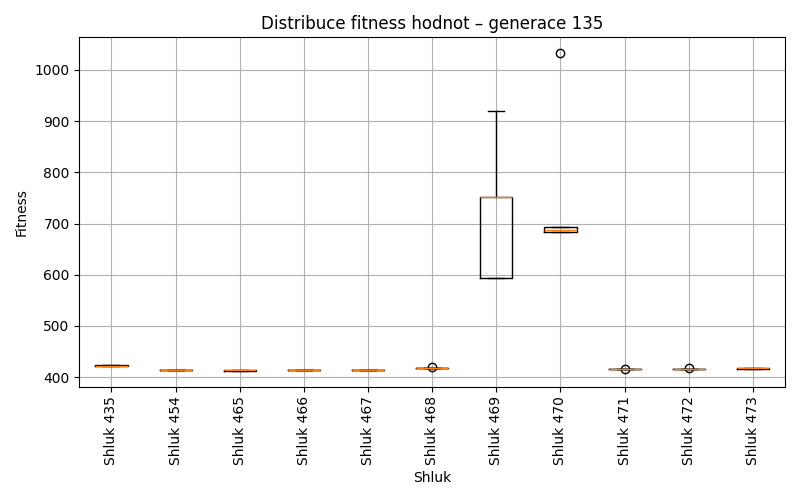 Distribuce fitness hodnot – generace 135
Fitness
1000
900
800
700
600
500
400
Shluk 435
Shluk 454
Shluk 465
Shluk 466
Shluk 467
Shluk 468
Shluk 469
Shluk 470
Shluk 471
Shluk 472
Shluk 473
Shluk